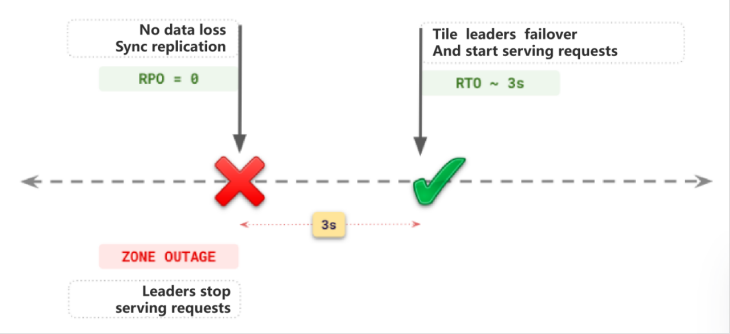 No data loss
Sync replication
RPO = 0
Tile leaders failover
And start serving requests
RTO ~ 3s
3s
ZONE OUTAGE
Leaders stop
serving requests